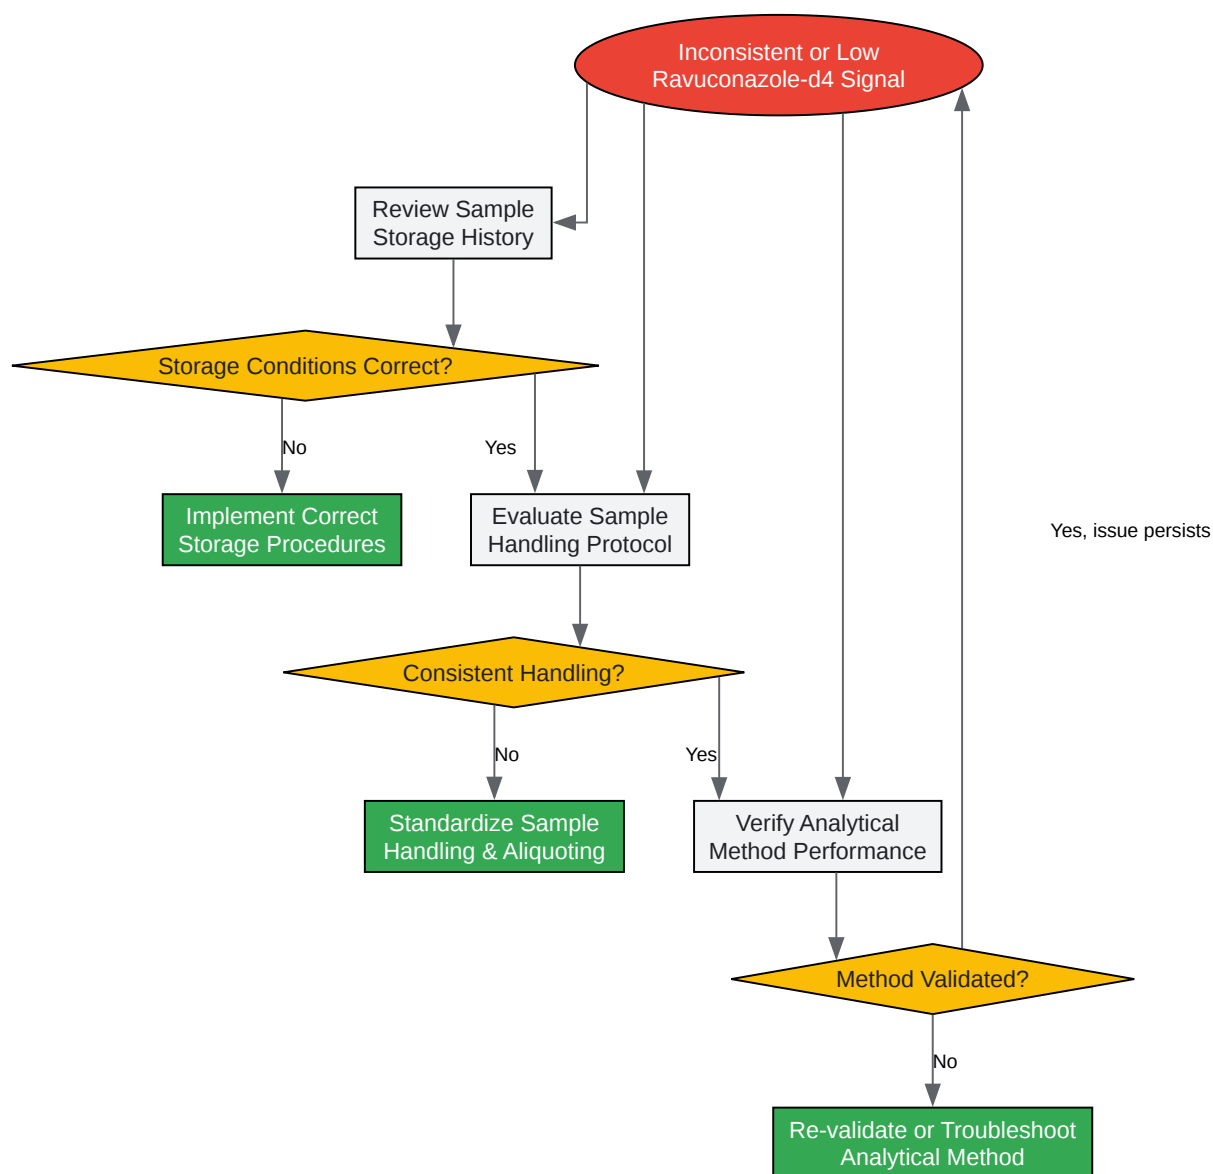 Inconsistent or Low
Ravuconazole-d4 Signal
Review Sample
Storage History
Storage Conditions Correct?
No
Yes
Implement Correct
Storage Procedures
Evaluate Sample
Handling Protocol
Yes, issue persists
Consistent Handling?
No
Yes
Standardize Sample
Handling & Aliquoting
Verify Analytical
Method Performance
Method Validated?
No
Re-validate or Troubleshoot
Analytical Method